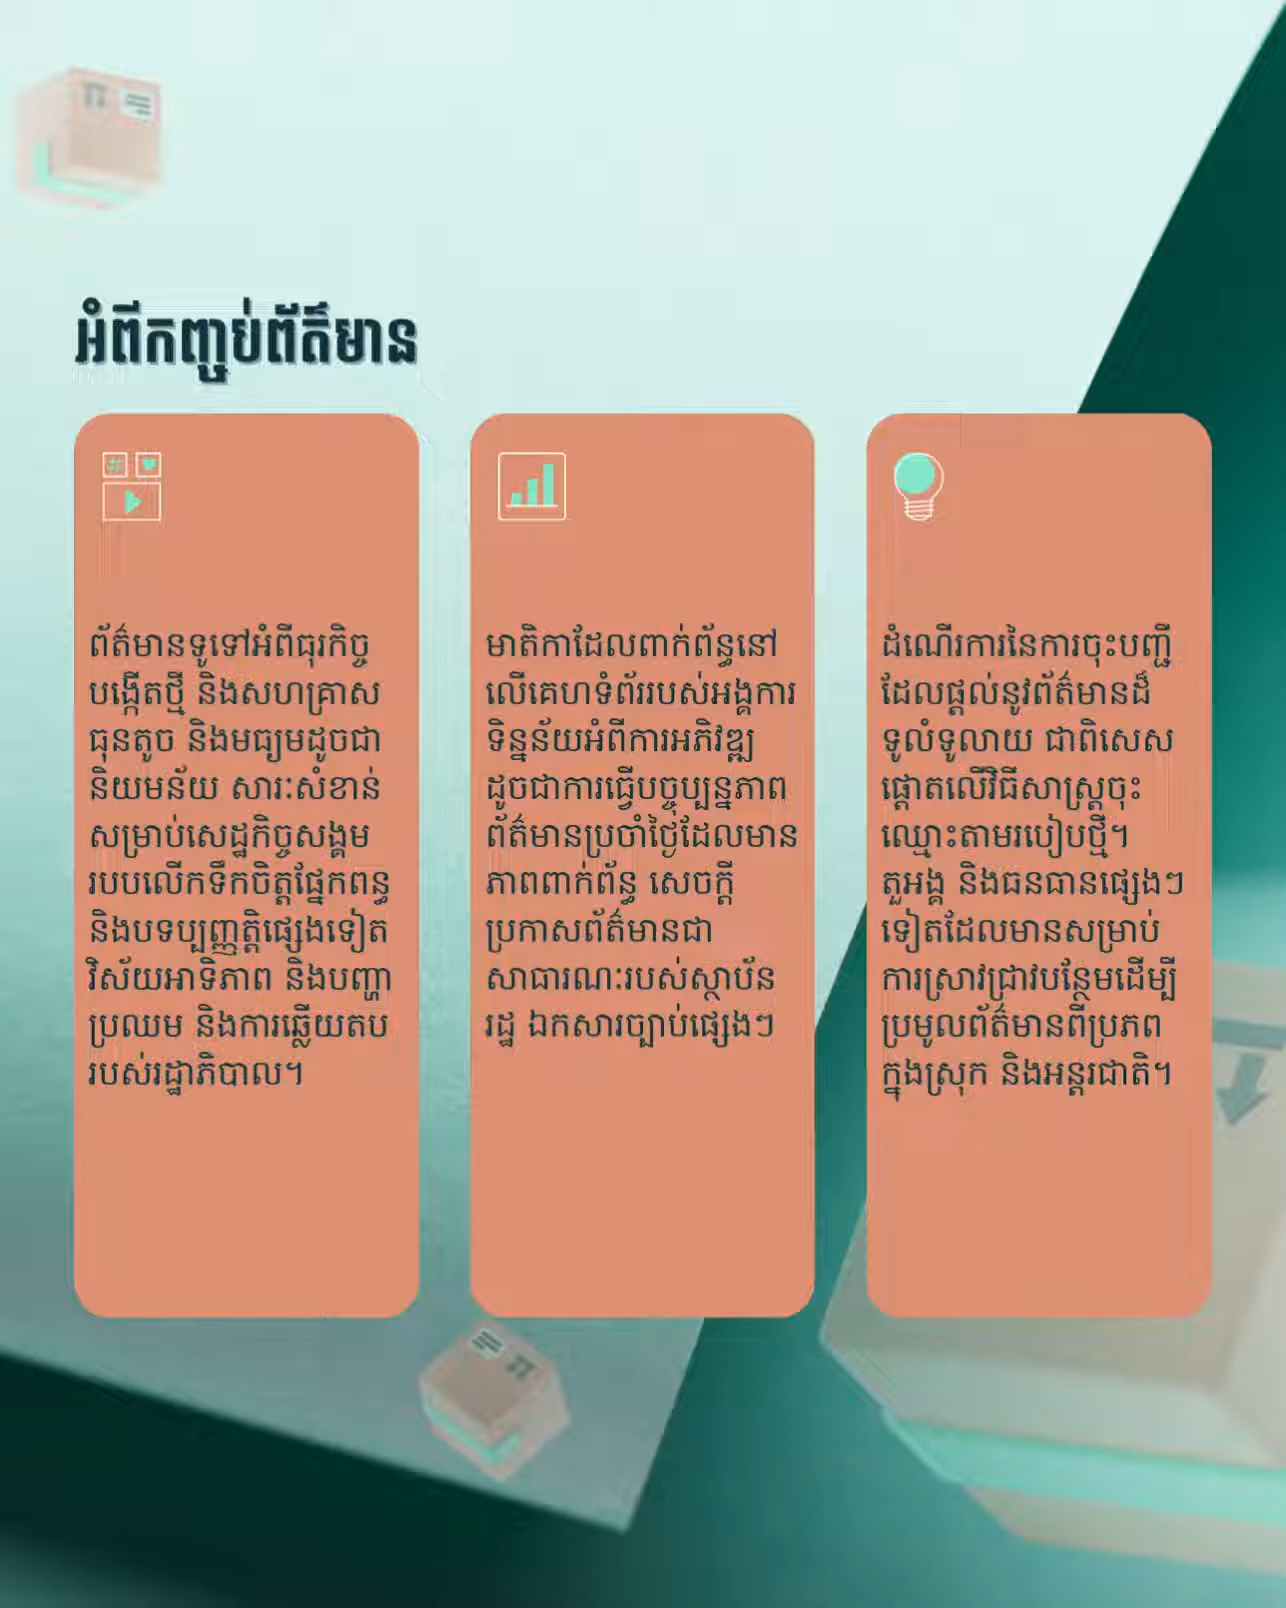 អំពីកញ្ចប់ព័ត៌មាន
ព័ត៌មានទូទៅអំពីធុរកិច្ច
បង្កើតថ្មី និងសហគ្រាស
ធុនតូច និងមធ្យមដូចជា
និយមន័យ សារៈសំខាន់
សម្រាប់សេដ្ឋកិច្ចសង្គម
របបលើកទឹកចិត្តផ្នែកពន្ធ
និងបទប្បញ្ញត្តិផ្សេងទៀត
វិស័យអាទិភាព និងបញ្ហា
ប្រឈម និងការឆ្លើយតប
របស់រដ្ឋាភិបាល។
មាតិកាដែលពាក់ព័ន្ធនៅ
លើគេហទំព័ររបស់អង្គការ
ទិន្នន័យអំពីការអភិវឌ្ឍ
ដូចជាការធ្វើបច្ចុប្បន្នភាព
ព័ត៌មានប្រចាំថ្ងៃដែលមាន
ភាពពាក់ព័ន្ធ សេចក្តី
ប្រកាសព័ត៌មានជា
សាធារណៈរបស់ស្ថាប័ន
រដ្ឋ ឯកសារច្បាប់ផ្សេងៗ
ដំណើរការនៃការចុះបញ្ជី
ដែលផ្តល់នូវព័ត៌មានដ៏
ទូលំទូលាយ ជាពិសេស
ផ្តោតលើវិធីសាស្ត្រចុះ
ឈ្មោះតាមរបៀបថ្មី។
តួអង្គ និងធនធានផ្សេងៗ
ទៀតដែលមានសម្រាប់
ការស្រាវជ្រាវបន្ថែមដើម្បី
ប្រមូលព័ត៌មានពីប្រភព
ក្នុងស្រុក និងអន្តរជាតិ។